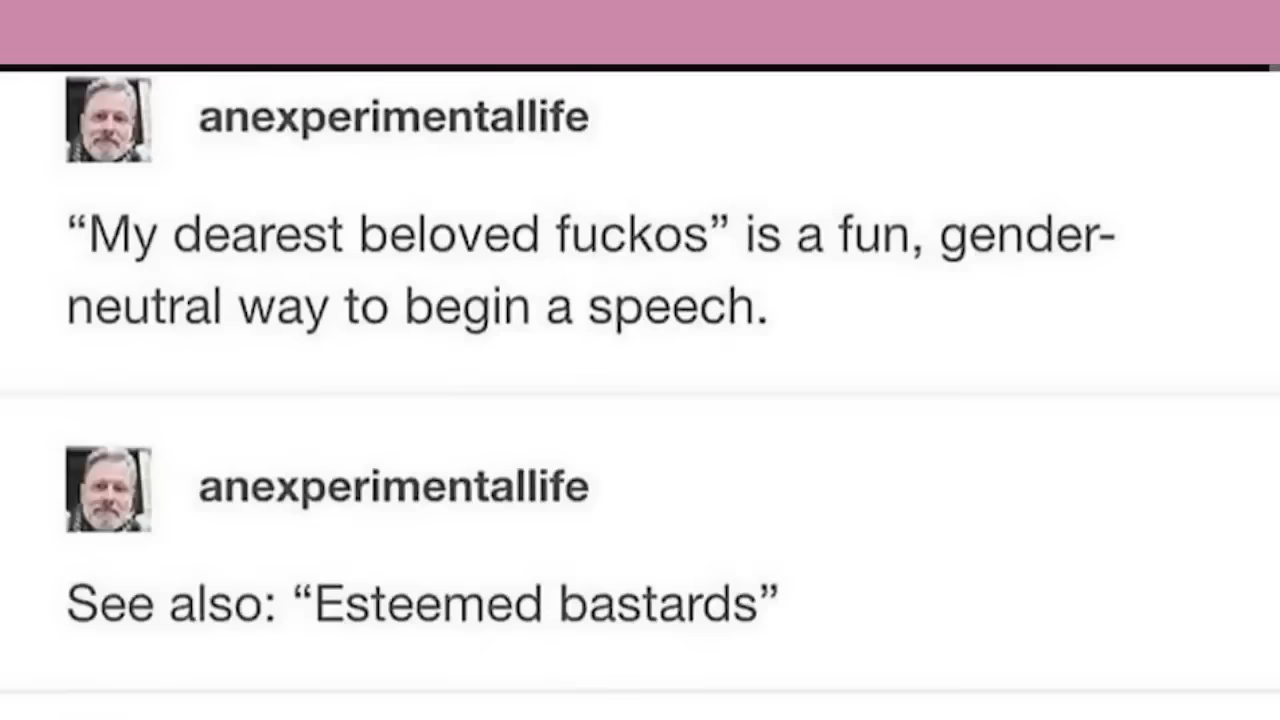 anexperimentallife
“My dearest beloved fuckos” is a fun, gender-
neutral way to begin a speech.
anexperimentallife
See also: “Esteemed bastards”